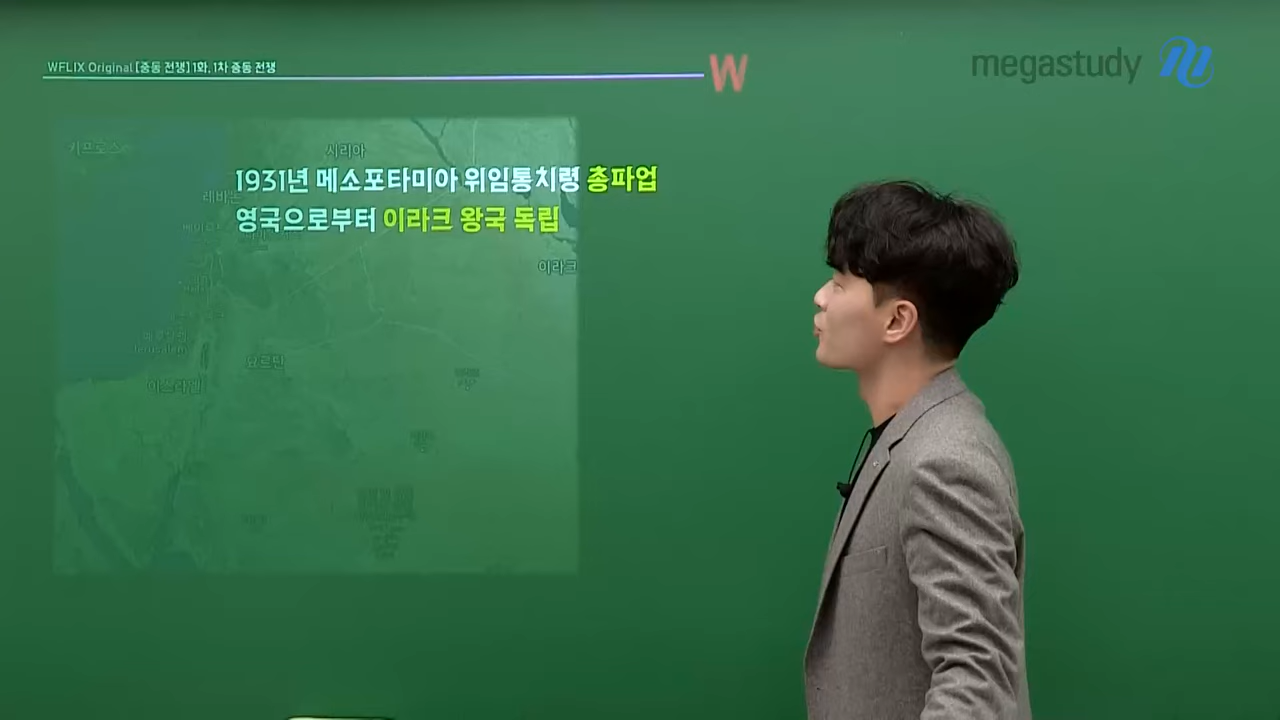 WFLIX Original [중동 전쟁] 1화. 1차 중동 전쟁
W
megastudy
키프로스
시리아
1931년 메소포타미아 위임통치령 총파업
레바논
영국으로부터 이라크 왕국 독립
이라크
Jerusalem
요르단
이스라엘